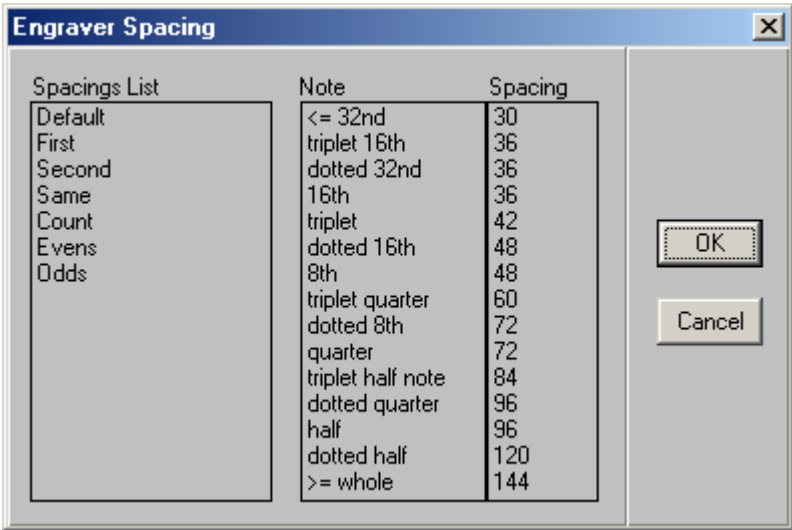 Engraver Spacing
Spacings List
Default
First
Second
Same
Count
Evens
Odds
Note Spacing
<= 32nd 30
triplet 16th 36
dotted 32nd 36
16th 36
triplet 42
dotted 16th 48
8th 48
triplet quarter 60
dotted 8th 72
quarter 72
triplet half note 84
dotted quarter 96
half 96
dotted half 120
>= whole 144
OK
Cancel